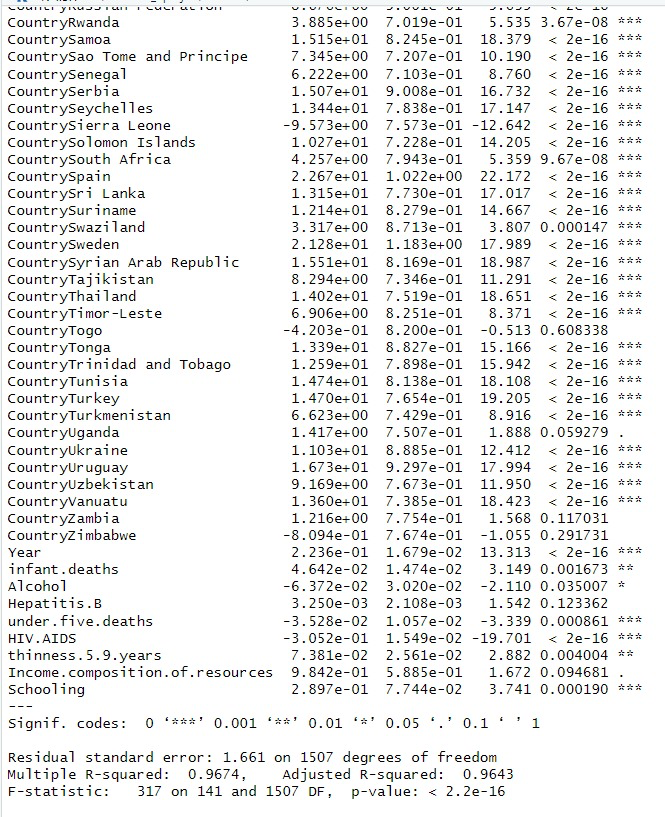 CountryRwanda 3.885e+00 7.019e-01 5.535 3.67e-08 ***
CountrySamoa 1.515e+01 8.245e-01 18.379 < 2e-16 ***
CountrySao Tome and Principe 7.345e+00 7.207e-01 10.190 < 2e-16 ***
CountrySenegal 6.222e+00 7.103e-01 8.760 < 2e-16 ***
CountrySerbia 1.507e+01 9.008e-01 16.732 < 2e-16 ***
CountrySeychelles 1.344e+01 7.838e-01 17.147 < 2e-16 ***
CountrySierra Leone -9.573e+00 7.573e-01 -12.642 < 2e-16 ***
CountrySolomon Islands 1.027e+01 7.228e-01 14.205 < 2e-16 ***
CountrySouth Africa 4.257e+00 7.943e-01 5.359 9.67e-08 ***
CountrySpain 2.267e+01 1.022e+00 22.172 < 2e-16 ***
CountrySri Lanka 1.315e+01 7.730e-01 17.017 < 2e-16 ***
CountrySuriname 1.214e+01 8.279e-01 14.667 < 2e-16 ***
CountrySwaziland 3.317e+00 8.713e-01 3.807 0.000147 ***
CountrySweden 2.128e+01 1.183e+00 17.989 < 2e-16 ***
CountrySyrian Arab Republic 1.551e+01 8.169e-01 18.987 < 2e-16 ***
CountryTajikistan 8.294e+00 7.346e-01 11.291 < 2e-16 ***
CountryThailand 1.402e+01 7.519e-01 18.651 < 2e-16 ***
CountryTimor-Leste 6.906e+00 8.251e-01 8.371 < 2e-16 ***
CountryTogo -4.203e-01 8.200e-01 -0.513 0.608338
CountryTonga 1.339e+01 8.827e-01 15.166 < 2e-16 ***
CountryTrinidad and Tobago 1.259e+01 7.898e-01 15.942 < 2e-16 ***
CountryTunisia 1.474e+01 8.138e-01 18.108 < 2e-16 ***
CountryTurkey 1.470e+01 7.654e-01 19.205 < 2e-16 ***
CountryTurkmenistan 6.623e+00 7.429e-01 8.916 < 2e-16 ***
CountryUganda 1.417e+00 7.507e-01 1.888 0.059279 .
CountryUkraine 1.103e+01 8.885e-01 12.412 < 2e-16 ***
CountryUruguay 1.673e+01 9.297e-01 17.994 < 2e-16 ***
CountryUzbekistan 9.169e+00 7.673e-01 11.950 < 2e-16 ***
CountryVanuatu 1.360e+01 7.385e-01 18.423 < 2e-16 ***
CountryZambia 1.216e+00 7.754e-01 1.568 0.117031
CountryZimbabwe -8.094e-01 7.674e-01 -1.055 0.291731
Year 2.236e-01 1.679e-02 13.313 < 2e-16 ***
infant.deaths 4.642e-02 1.474e-02 3.149 0.001673 **
Alcohol -6.372e-02 3.020e-02 -2.110 0.035007 *
Hepatitis.B 3.250e-03 2.108e-03 1.542 0.123362
under.five.deaths -3.528e-02 1.057e-02 -3.339 0.000861 ***
HIV.AIDS -3.052e-01 1.549e-02 -19.701 < 2e-16 ***
thinness.5.9.years 7.381e-02 2.561e-02 2.882 0.004004 **
Income.composition.of.resources 9.842e-01 5.885e-01 1.672 0.094681 .
Schooling 2.897e-01 7.744e-02 3.741 0.000190 ***
---
Signif. codes: 0 ‘***’ 0.001 ‘**’ 0.01 ‘*’ 0.05 ‘.’ 0.1 ‘ ’ 1
Residual standard error: 1.661 on 1507 degrees of freedom
Multiple R-squared: 0.9674, Adjusted R-squared: 0.9643
F-statistic: 317 on 141 and 1507 DF, p-value: < 2.2e-16